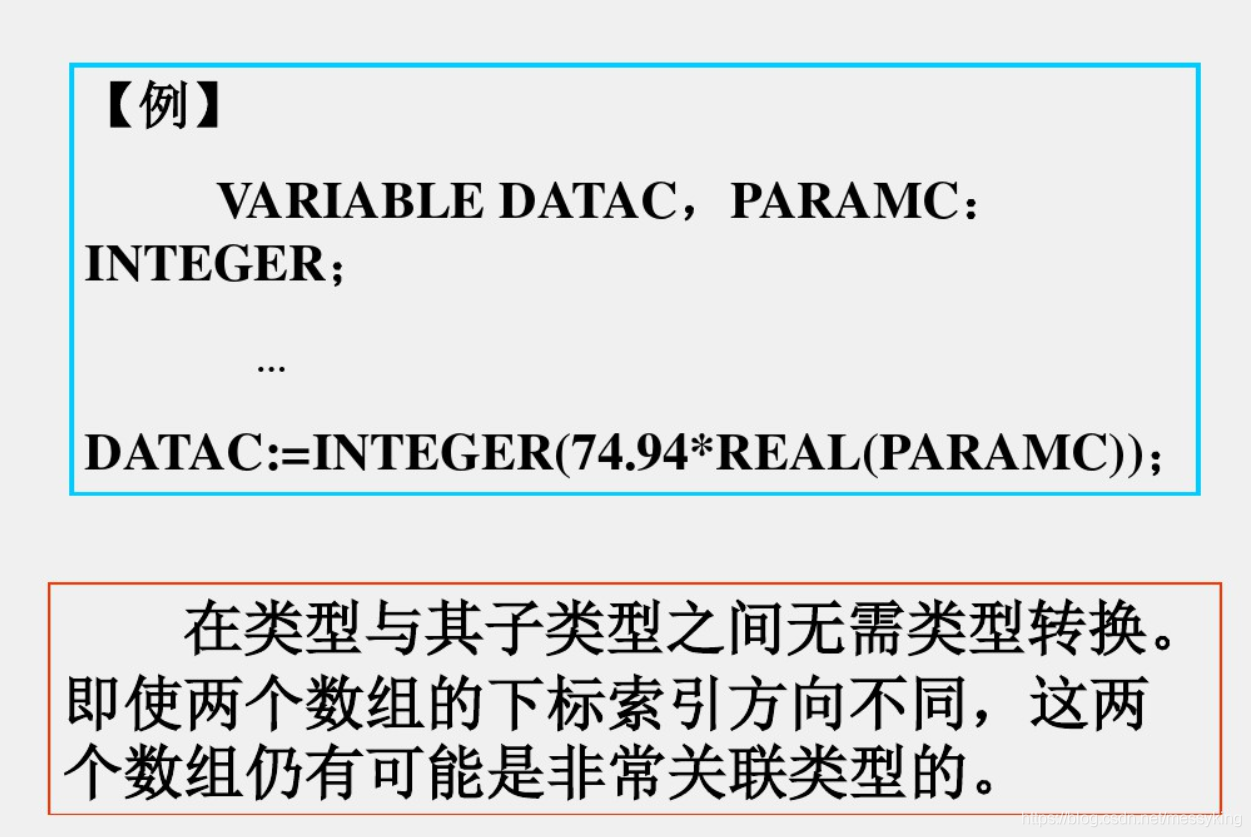 【例】
VARIABLE DATAC，PARAMC：
INTEGER；
...
DATAC:=INTEGER(74.94*REAL(PARAMC))；
在类型与其子类型之间无需类型转换。
即使两个数组的下标索引方向不同，这两
个数组仍有可能是非常关联类型的。
https://blog.csdn.net/messyking